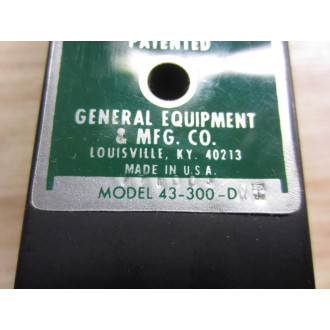 PATENTED
GENERAL EQUIPMENT
& MFG. CO.
LOUISVILLE, KY. 40213
MADE IN U.S.A.
MODEL 43-300-D